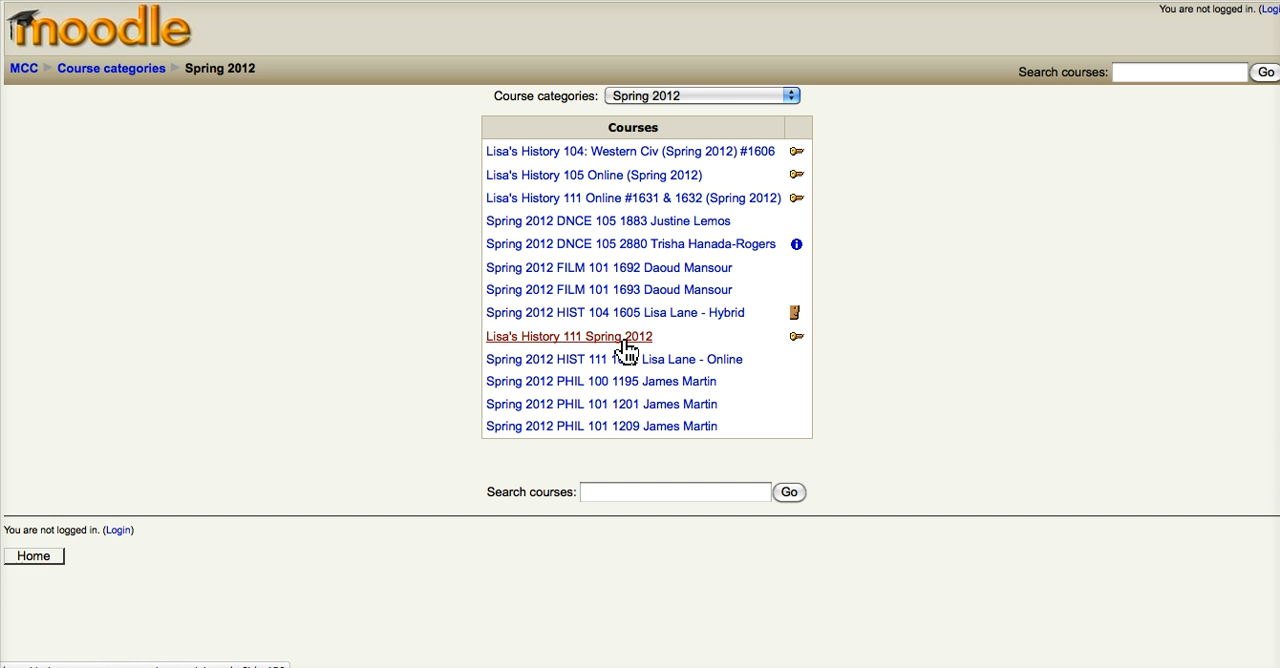 You are not logged in. (Logi
moodle
MCC Course categories Spring 2012
Search courses: Go
Course categories: Spring 2012
Courses
Lisa's History 104: Western Civ (Spring 2012) #1606
Lisa's History 105 Online (Spring 2012)
Lisa's History 111 Online #1631 & 1632 (Spring 2012)
Spring 2012 DNCE 105 1883 Justine Lemos
Spring 2012 DNCE 105 2880 Trisha Hanada-Rogers
Spring 2012 FILM 101 1692 Daoud Mansour
Spring 2012 FILM 101 1693 Daoud Mansour
Spring 2012 HIST 104 1605 Lisa Lane - Hybrid
Lisa's History 111 Spring 2012
Spring 2012 HIST 111 Lisa Lane - Online
Spring 2012 PHIL 100 1195 James Martin
Spring 2012 PHIL 101 1201 James Martin
Spring 2012 PHIL 101 1209 James Martin
Search courses: Go
You are not logged in. (Login)
Home